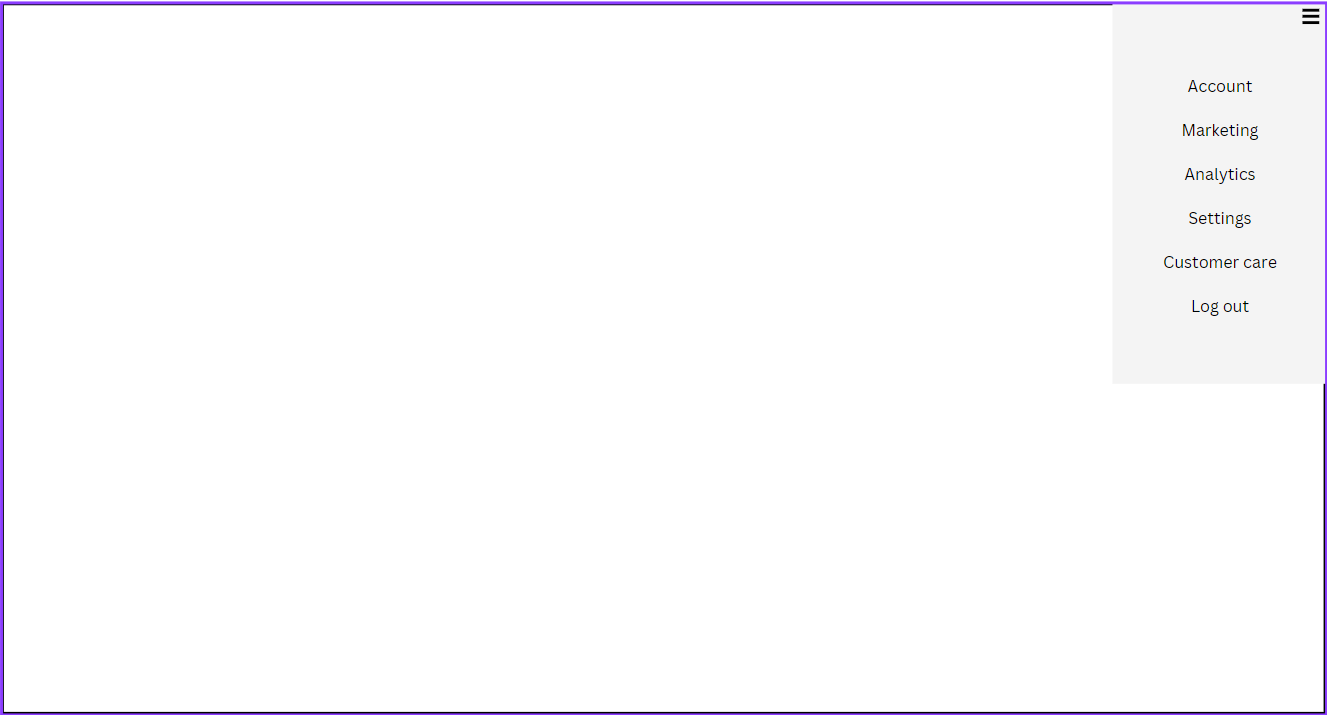 Account
Marketing
Analytics
Settings
Customer care
Log out